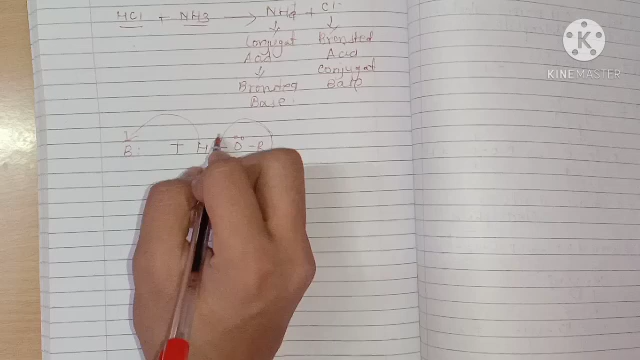 HCl + NH3 → NH4+ + Cl-
↓ ↓
Conjugat Bronsted
Acid Acid
↓ conjugat
Bronsted Base
Base.
B: + H - O - R
KINEMASTER